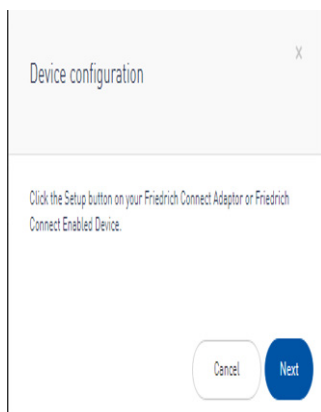 Device configuration
X
Click the Setup button on your Friedrich Connect Adaptor or Friedrich
Connect Enabled Device.
Cancel
Next